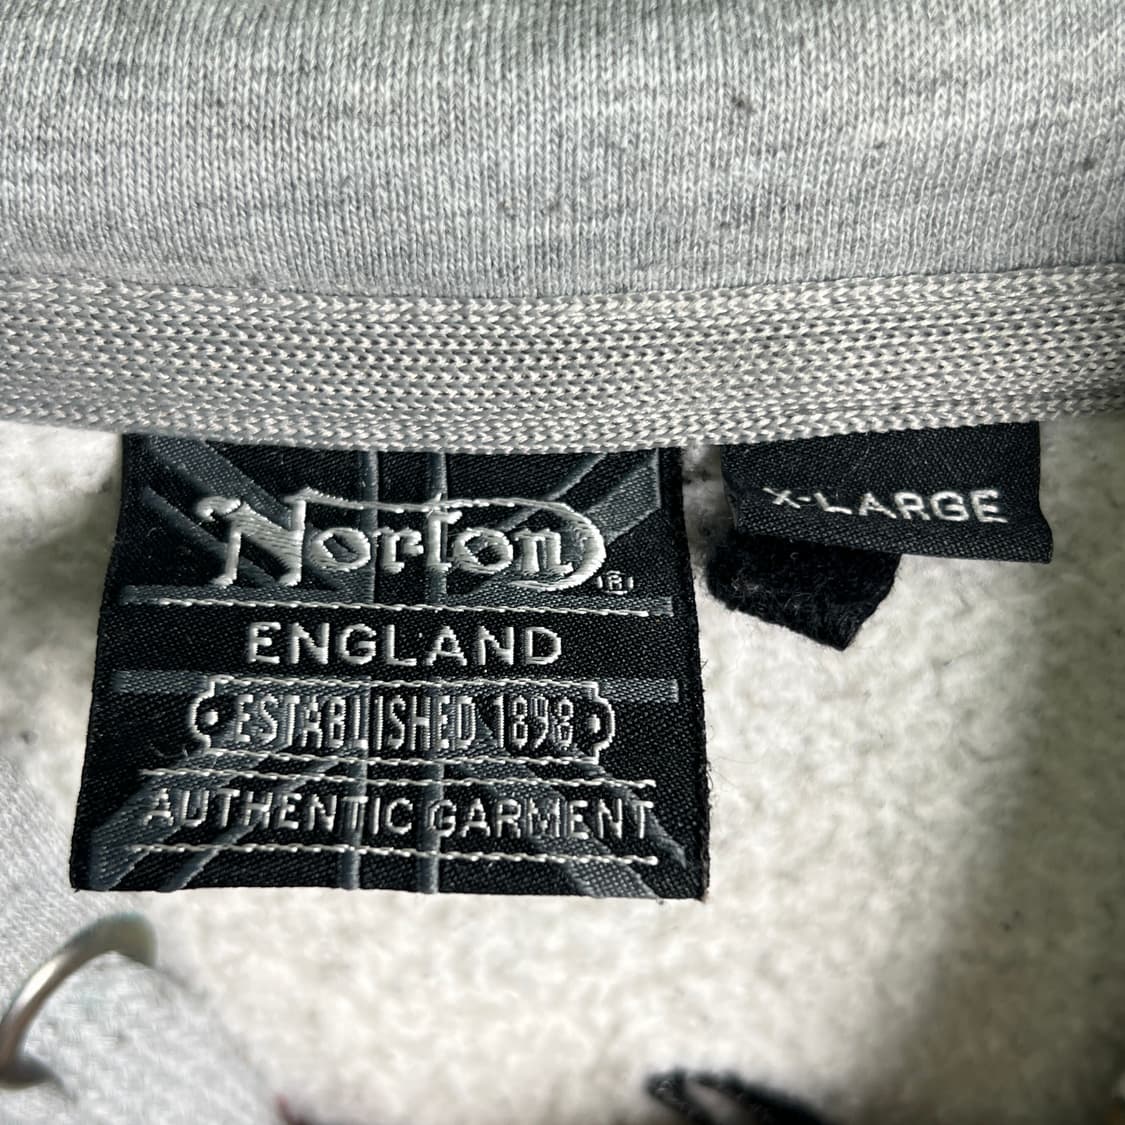 Norton ®
ENGLAND
ESTABLISHED 1898
AUTHENTIC GARMENT
X-LARGE